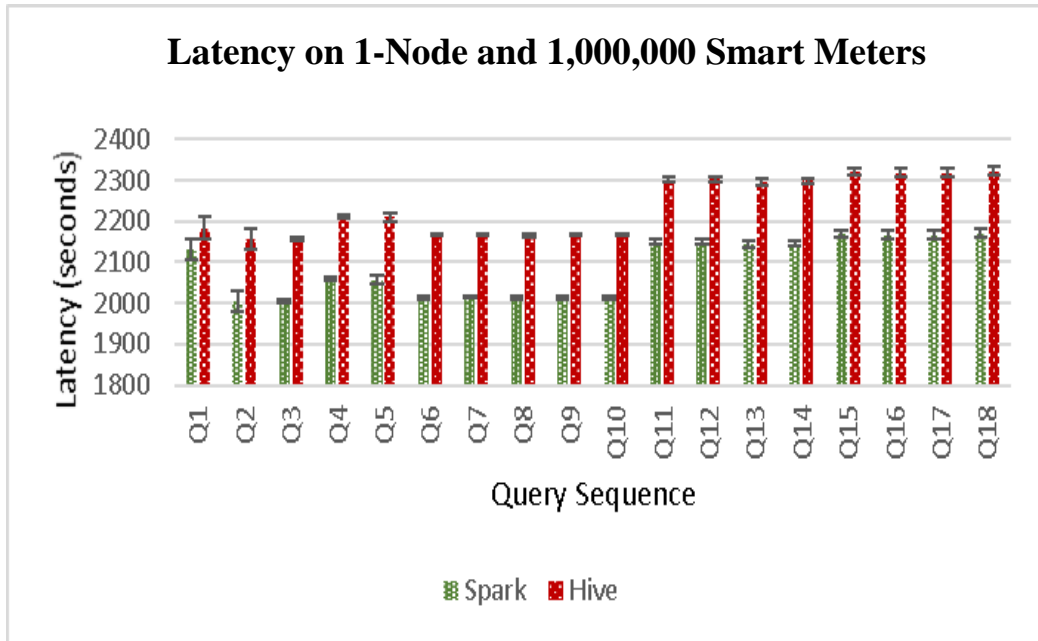 Latency on 1-Node and 1,000,000 Smart Meters
Latency (seconds)
2400
2300
2200
2100
2000
1900
1800
Q1
Q2
Q3
Q4
Q5
Q6
Q7
Q8
Q9
Q10
Q11
Q12
Q13
Q14
Q15
Q16
Q17
Q18
Query Sequence
Spark Hive